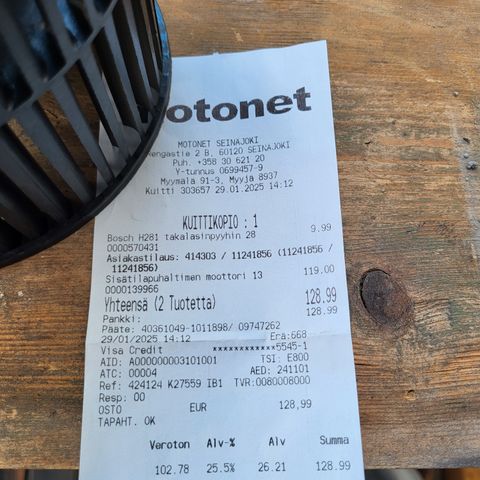 otonet
MOTONET SEINÄJOKI
engastie 2 B, 60120 SEINÄJOKI
Puh. +358 30 621 20
Y-tunnus 0699457-9
Myymälä 91-3, Myyjä 8937
Kuitti 303657 29.01.2025 14:12
KUITTIKOPIO : 1
Bosch H281 takalasinpyyhin 28 9.99
0000570431
Asiakastilaus: 414303 / 11241856 (11241856 /
11241856)
Sisätilapuhaltimen moottori 13 119.00
0000139966
Yhteensä (2 Tuotetta) 128.99
Pankki: 128.99
Pääte: 40361049-1011898/ 09747262
29/01/2025 14:12 Erä:668
Visa Credit ************5545-1
AID: A000000003101001 TSI: E800
ATC: 00004 AED: 241101
Ref: 424124 K27559 IB1 TVR:0080008000
Resp: 00
OSTO EUR 128,99
TAPAHT. OK
Veroton Alv-% Alv Summa
102.78 25.5% 26.21 128.99